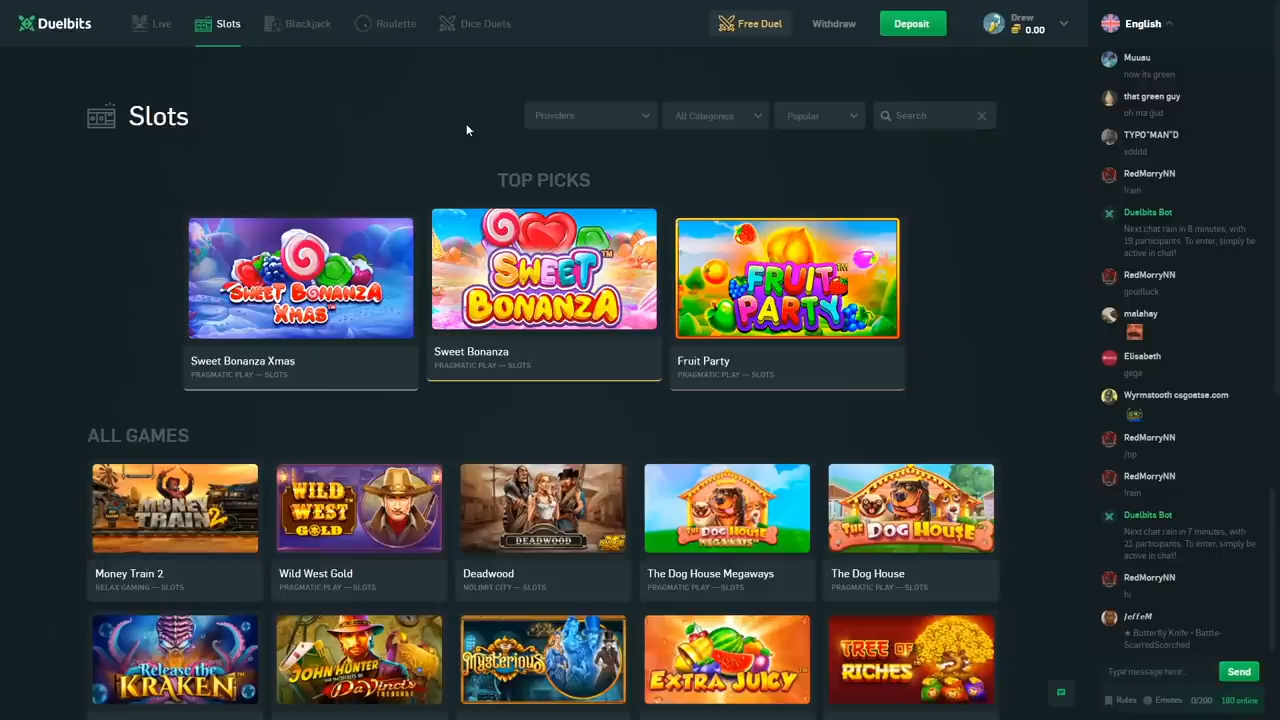 Duelbits
Live
Slots
Blackjack
Roulette
Dice Duels
Free Duel
Withdraw
Deposit
Drew
0.00
English
Slots
Providers...
All Categories
Popular
Search
TOP PICKS
SWEET BONANZA
XMAS
Sweet Bonanza Xmas
PRAGMATIC PLAY — SLOTS
SWEET
BONANZA
Sweet Bonanza
PRAGMATIC PLAY — SLOTS
FRUIT
PARTY
Fruit Party
PRAGMATIC PLAY — SLOTS
ALL GAMES
MONEY
TRAIN 2
Money Train 2
RELAX GAMING — SLOTS
WILD
WEST
GOLD
Wild West Gold
PRAGMATIC PLAY — SLOTS
DEADWOOD
Deadwood
NOLIMIT CITY — SLOTS
THE DOG HOUSE
MEGAWAYS
The Dog House Megaways
PRAGMATIC PLAY — SLOTS
THE DOG HOUSE
The Dog House
PRAGMATIC PLAY — SLOTS
Release the
KRAKEN
JOHN HUNTER
Da Vinci's
TREASURE
Mysterious
EXTRA JUICY
TREE OF
RICHES
Muuau
now its green
that green guy
oh ma gud
TYPO"MAN"D
xdddd
RedMorryNN
!rain
Duelbits Bot
Next chat rain in 8 minutes, with
19 participants. To enter, simply be
active in chat!
RedMorryNN
goodluck
malahay
Elisabeth
gege
Wyrmstooth csgoatse.com
RedMorryNN
/tip
RedMorryNN
!rain
Duelbits Bot
Next chat rain in 7 minutes, with
21 participants. To enter, simply be
active in chat!
RedMorryNN
hi
JeffeM
★ Butterfly Knife • Battle-
ScarredScorched
Type message here...
Send
Rules
Emotes
0/200
180 online